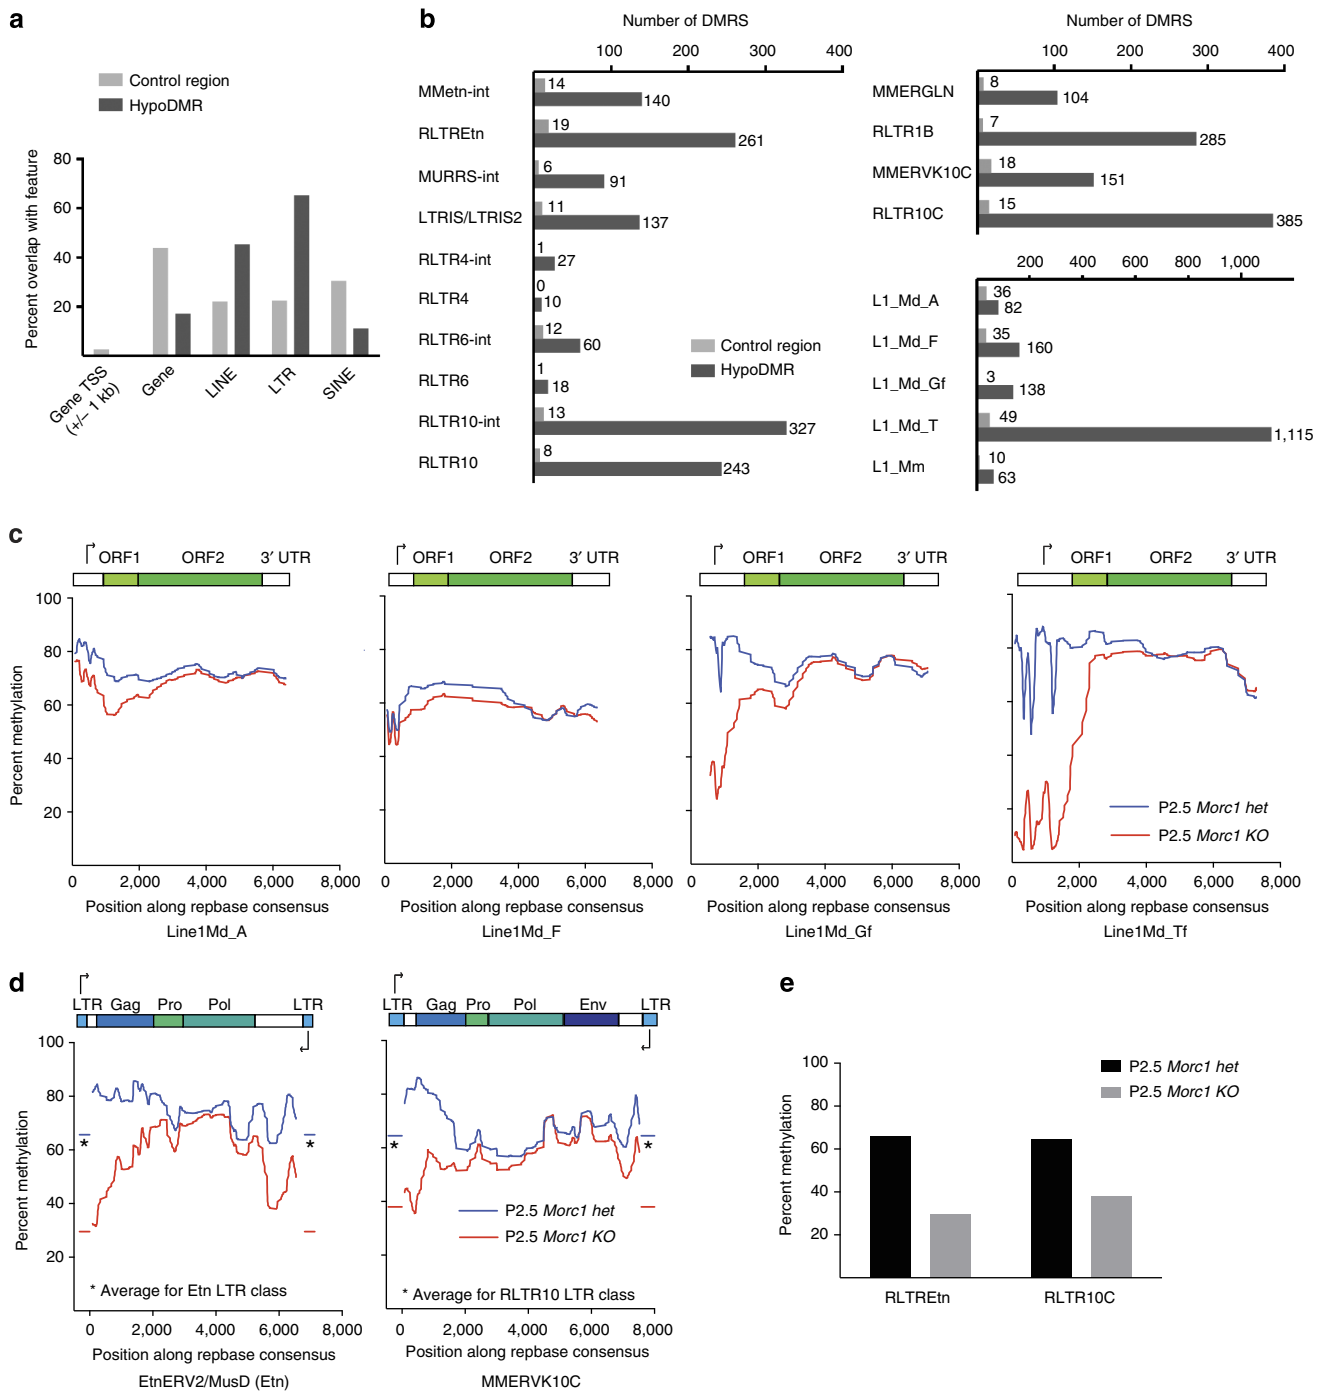 a
Control region
HypoDMR
Percent overlap with feature
80
60
40
20
Gene TSS
(+/– 1 kb)
Gene
LINE
LTR
SINE
b
Number of DMRS
100
200
300
400
MMetn-int
14
140
RLTREtn
19
261
MURRS-int
6
91
LTRIS/LTRIS2
11
137
RLTR4-int
1
27
RLTR4
0
10
RLTR6-int
12
60
RLTR6
1
18
RLTR10-int
13
327
RLTR10
8
243
Control region
HypoDMR
Number of DMRS
100
200
300
400
MMERGLN
8
104
RLTR1B
7
285
MMERVK10C
18
151
RLTR10C
15
385
200
400
600
800
1,000
L1_Md_A
36
82
L1_Md_F
35
160
L1_Md_Gf
3
138
L1_Md_T
49
1,115
L1_Mm
10
63
c
ORF1
ORF2
3′ UTR
Percent methylation
100
80
60
40
20
0
2,000
4,000
6,000
8,000
Position along repbase consensus
Line1Md_A
ORF1
ORF2
3′ UTR
0
2,000
4,000
6,000
8,000
Position along repbase consensus
Line1Md_F
ORF1
ORF2
3′ UTR
0
2,000
4,000
6,000
8,000
Position along repbase consensus
Line1Md_Gf
ORF1
ORF2
3′ UTR
P2.5 Morc1 het
P2.5 Morc1 KO
0
2,000
4,000
6,000
8,000
Position along repbase consensus
Line1Md_Tf
d
LTR
Gag
Pro
Pol
LTR
Percent methylation
100
80
60
40
20
*
*
* Average for Etn LTR class
0
2,000
4,000
6,000
8,000
Position along repbase consensus
EtnERV2/MusD (Etn)
LTR
Gag
Pro
Pol
Env
LTR
*
*
P2.5 Morc1 het
P2.5 Morc1 KO
* Average for RLTR10 LTR class
0
2,000
4,000
6,000
8,000
Position along repbase consensus
MMERVK10C
e
P2.5 Morc1 het
P2.5 Morc1 KO
Percent methylation
100
80
60
40
20
RLTREtn
RLTR10C